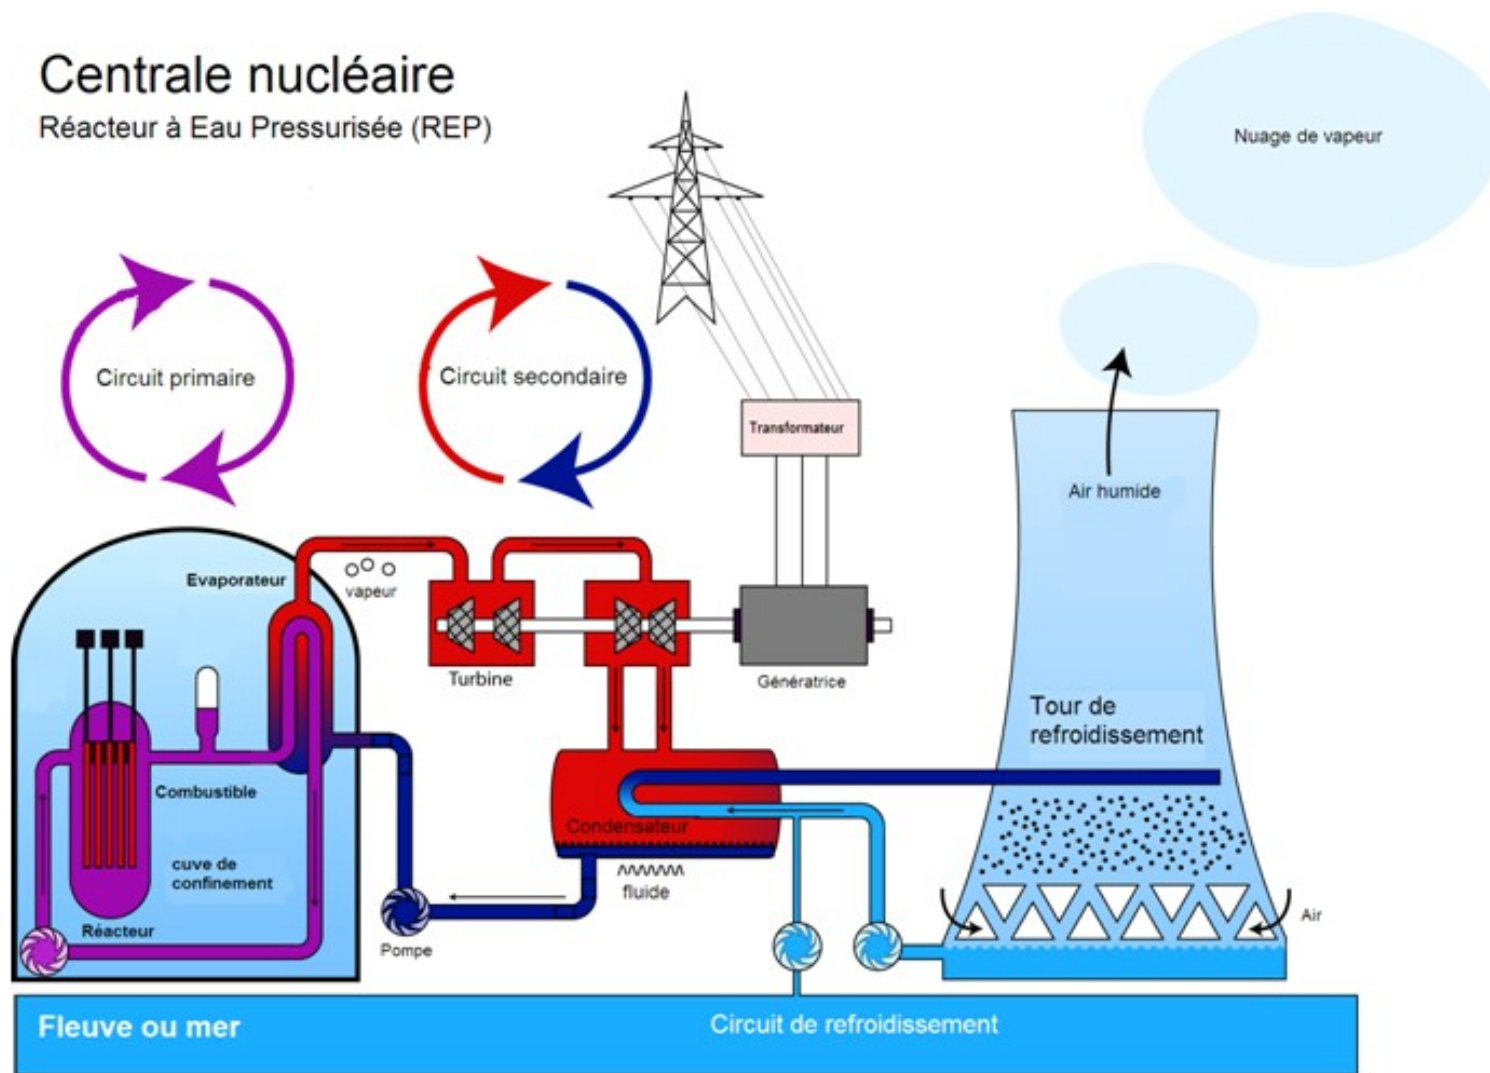 Centrale nucléaire
Réacteur à Eau Pressurisée (REP)
Nuage de vapeur
Circuit primaire
Circuit secondaire
Transformateur
Air humide
Evaporateur
vapeur
Turbine
Génératrice
Tour de
refroidissement
Combustible
Condensateur
cuve de
confinement
fluide
Réacteur
Pompe
Air
Fleuve ou mer
Circuit de refroidissement